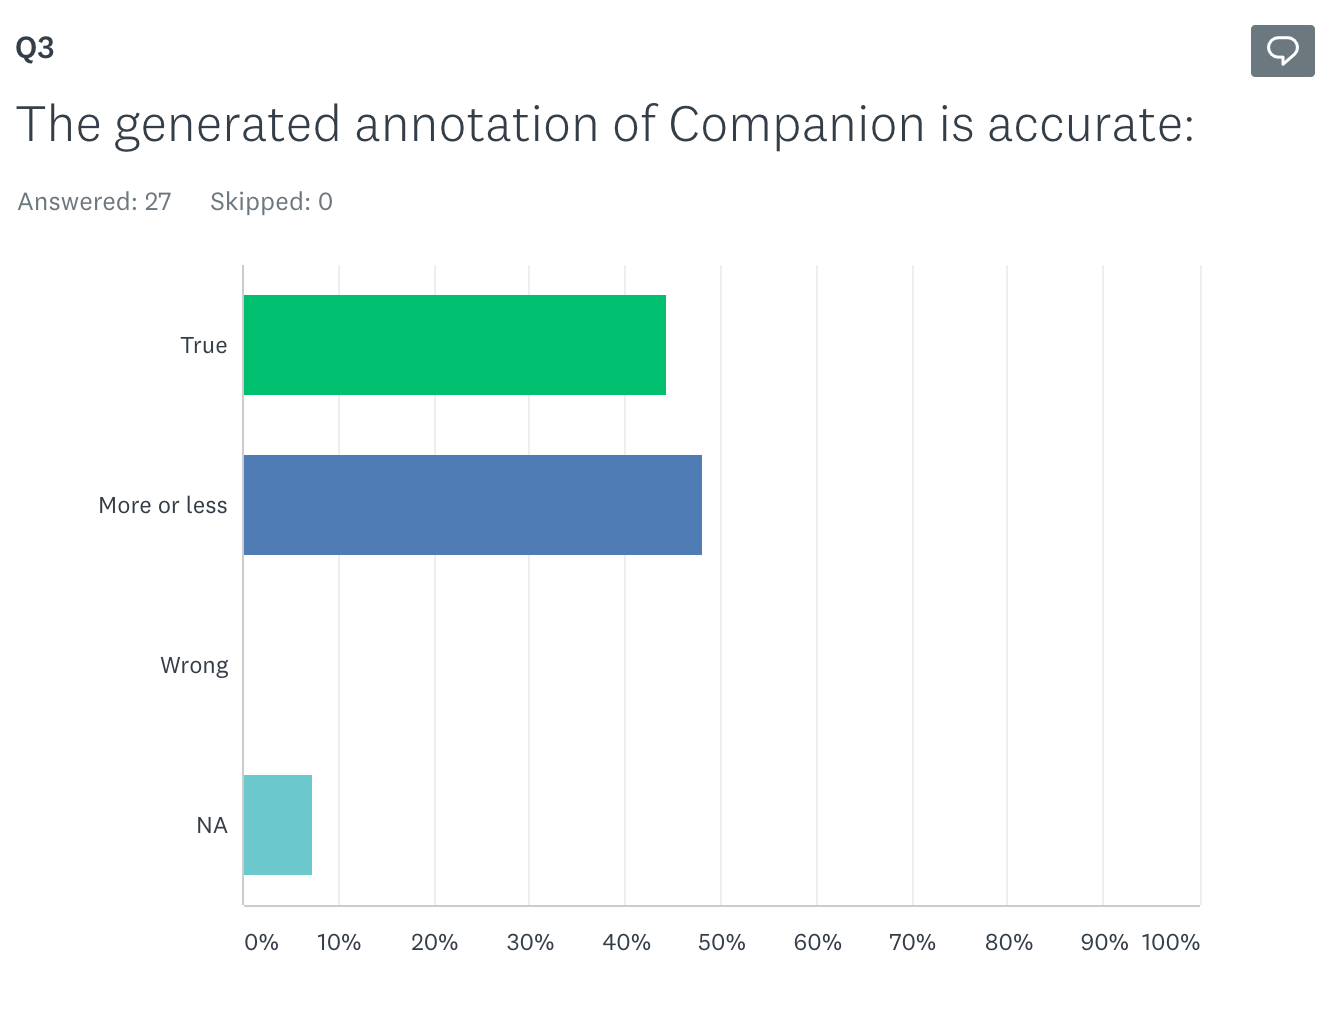 Q3
The generated annotation of Companion is accurate:
Answered: 27 Skipped: 0
True
More or less
Wrong
NA
0% 10% 20% 30% 40% 50% 60% 70% 80% 90% 100%